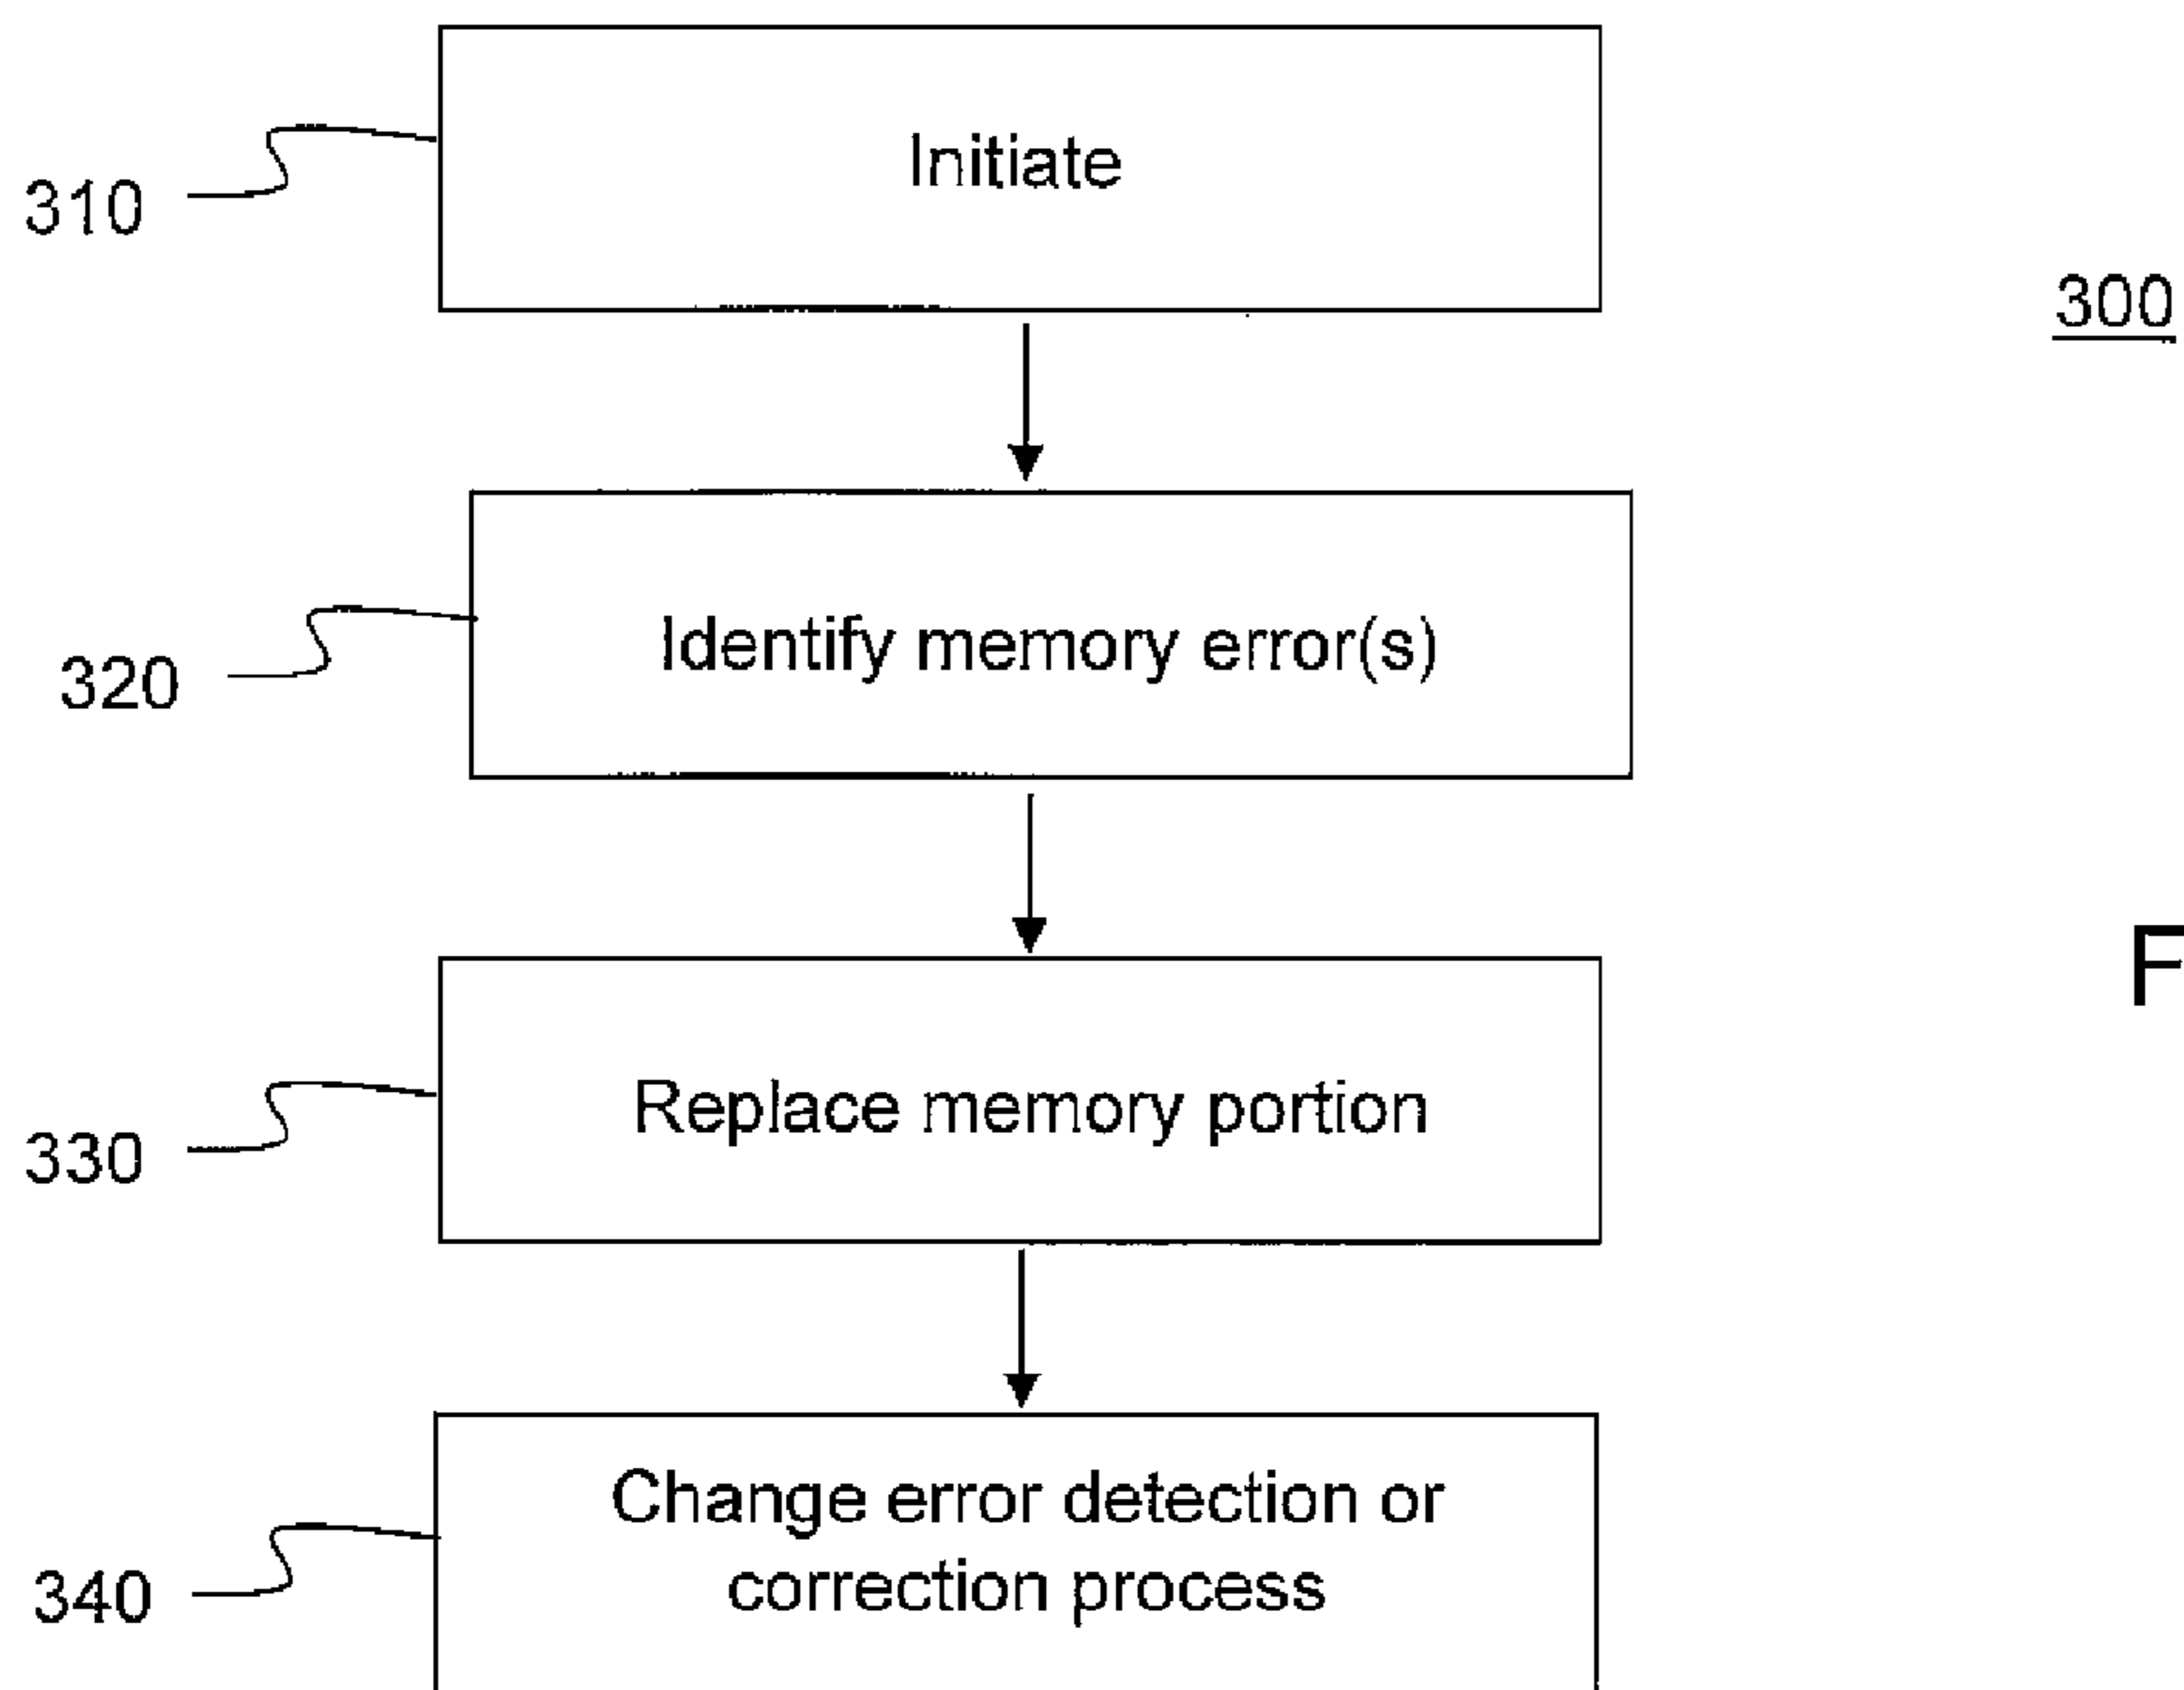 Initiate
310
300
Identify memory error(s)
320
F
Replace memory portion
330
Change error detection or
correction process
340